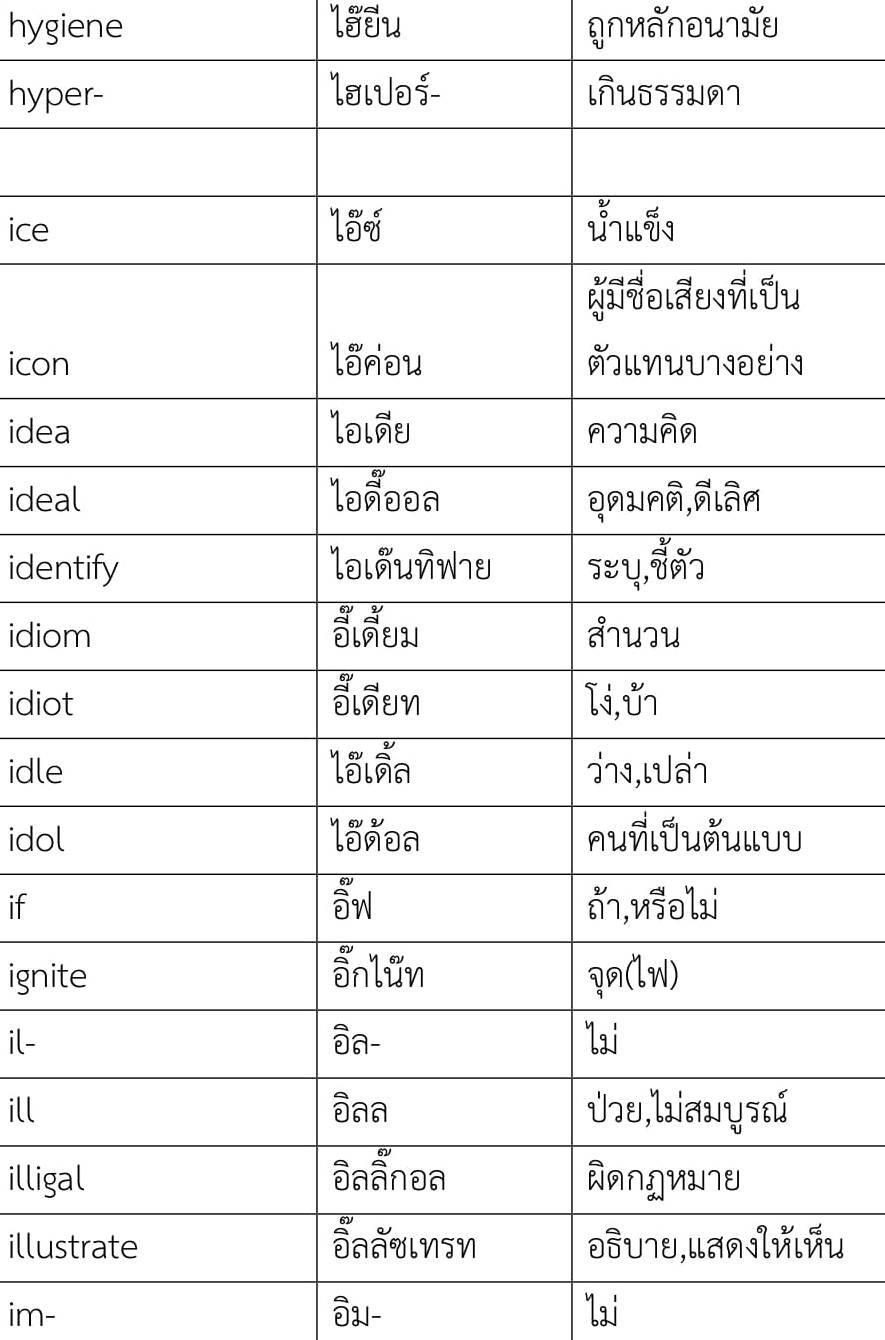 hygiene ไฮ๊ยีน ถูกหลักอนามัย
hyper- ไฮเปอร์- เกินธรรมดา
ice ไอ๊ซ์ น้ำแข็ง
ผู้มีชื่อเสียงที่เป็น
icon ไอ๊ค่อน ตัวแทนบางอย่าง
idea ไอเดีย ความคิด
ideal ไอดี๊ออล อุดมคติ,ดีเลิศ
identify ไอเด๊นทิฟาย ระบุ,ชี้ตัว
idiom อี๊เดี้ยม สำนวน
idiot อี๊เดียท โง่,บ้า
idle ไอ๊เดิ้ล ว่าง,เปล่า
idol ไอ๊ด้อล คนที่เป็นต้นแบบ
if อิ๊ฟ ถ้า,หรือไม่
ignite อิ๊กไน๊ท จุด(ไฟ)
il- อิล- ไม่
ill อิลล ป่วย,ไม่สมบูรณ์
illigal อิลลิ๊กอล ผิดกฏหมาย
illustrate อิ๊ลลัซเทรท อธิบาย,แสดงให้เห็น
im- อิม- ไม่